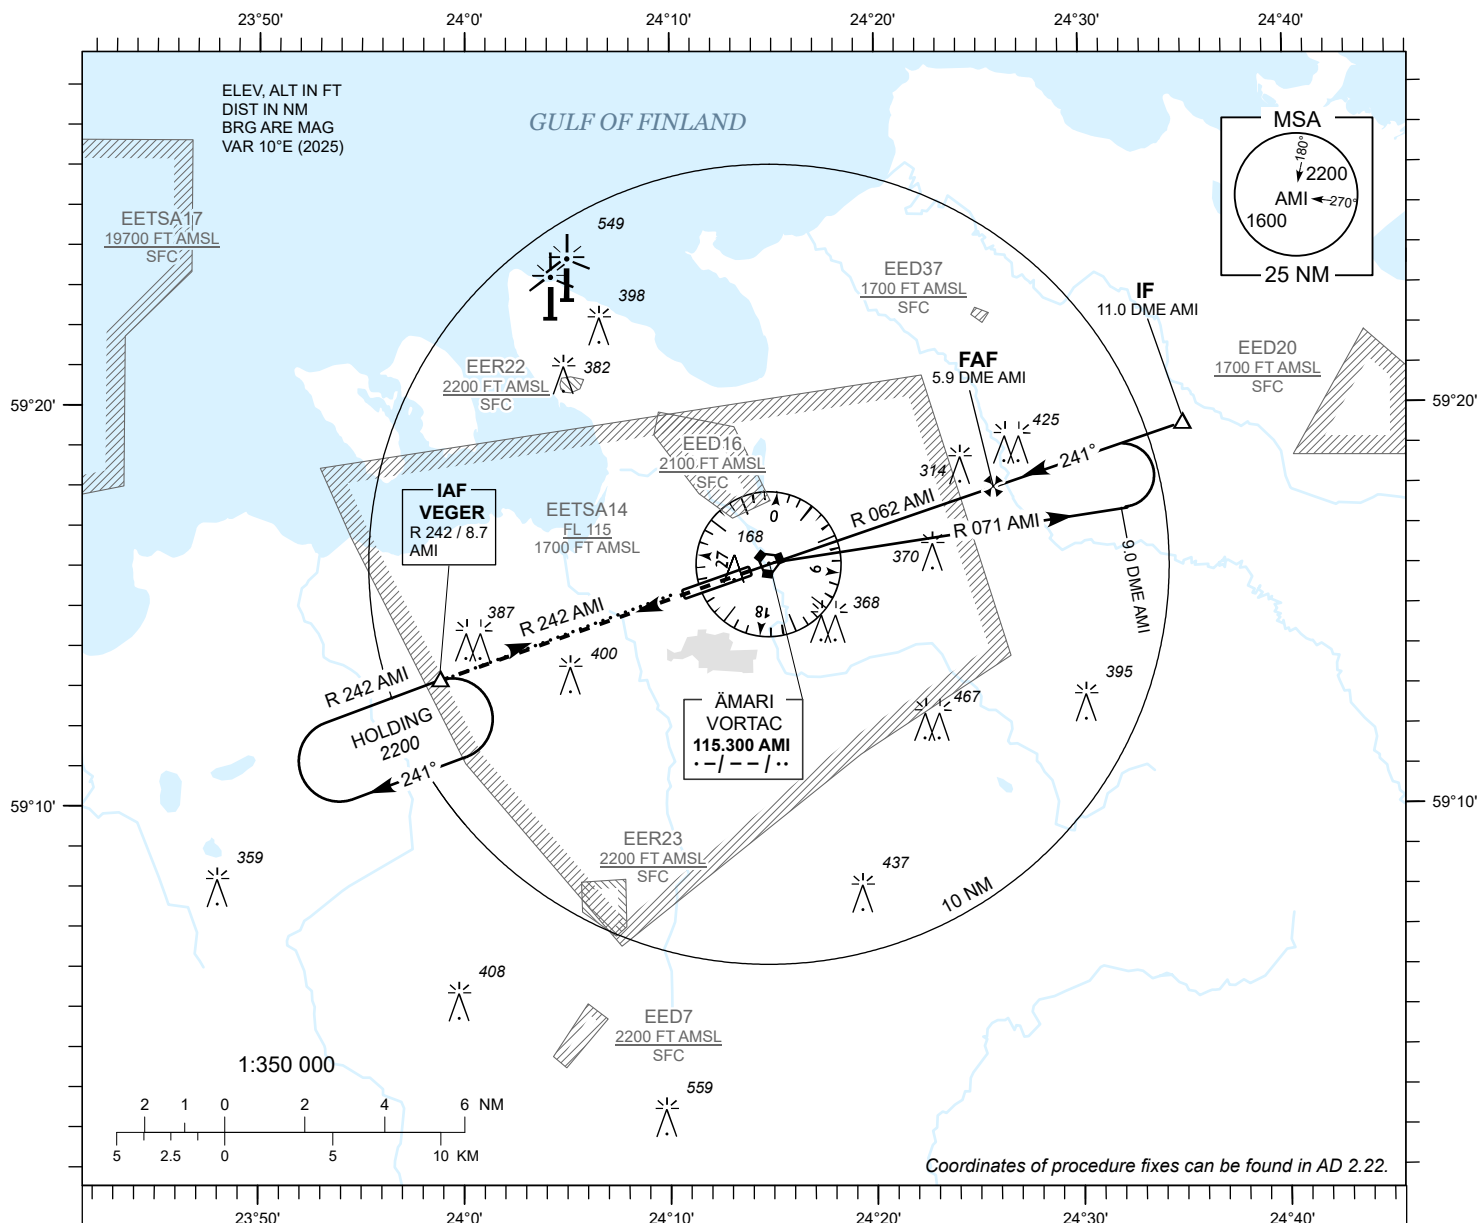 23°50'
24°0'
24°10'
24°20'
24°30'
24°40'
ELEV, ALT IN FT
DIST IN NM
BRG ARE MAG
VAR 10°E (2025)
GULF OF FINLAND
MSA
180°
2200
AMI
270°
1600
25 NM
EETSA17
19700 FT AMSL
SFC
549
398
382
EER22
2200 FT AMSL
SFC
EED37
1700 FT AMSL
SFC
IF
11.0 DME AMI
FAF
5.9 DME AMI
EED20
1700 FT AMSL
SFC
59°20'
59°20'
425
314
241°
EED16
2100 FT AMSL
SFC
IAF
VEGER
R 242 / 8.7
AMI
EETSA14
FL 115
1700 FT AMSL
R 062 AMI
R 071 AMI
9.0 DME AMI
0
9
18
27
168
370
368
387
R 242 AMI
400
R 242 AMI
HOLDING
2200
241°
ÄMARI
VORTAC
115.300 AMI
· –/ – –/ · ·
467
395
59°10'
59°10'
EER23
2200 FT AMSL
SFC
359
437
10 NM
408
EED7
2200 FT AMSL
SFC
559
1:350 000
2 1 0 2 4 6 NM
5 2.5 0 5 10 KM
Coordinates of procedure fixes can be found in AD 2.22.
23°50'
24°0'
24°10'
24°20'
24°30'
24°40'